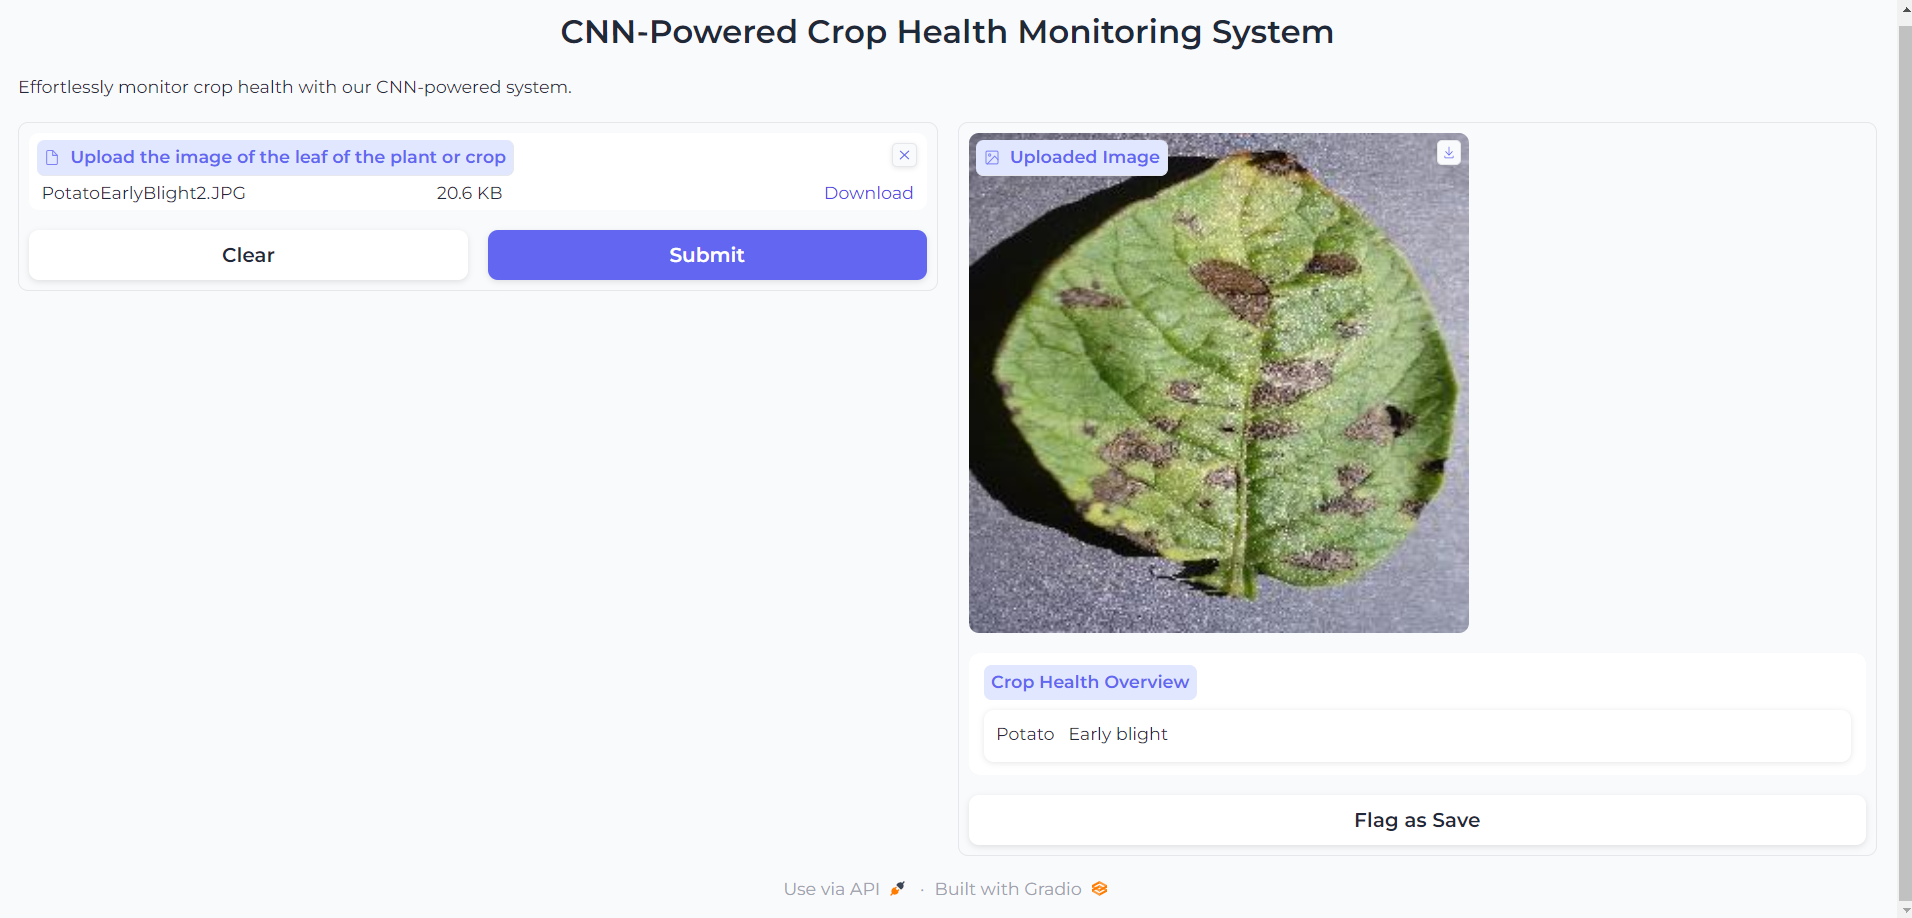 CNN-Powered Crop Health Monitoring System
Effortlessly monitor crop health with our CNN-powered system.
Upload the image of the leaf of the plant or crop
PotatoEarlyBlight2.JPG 20.6 KB Download
Clear Submit
Uploaded Image
Crop Health Overview
Potato Early blight
Flag as Save
Use via API · Built with Gradio